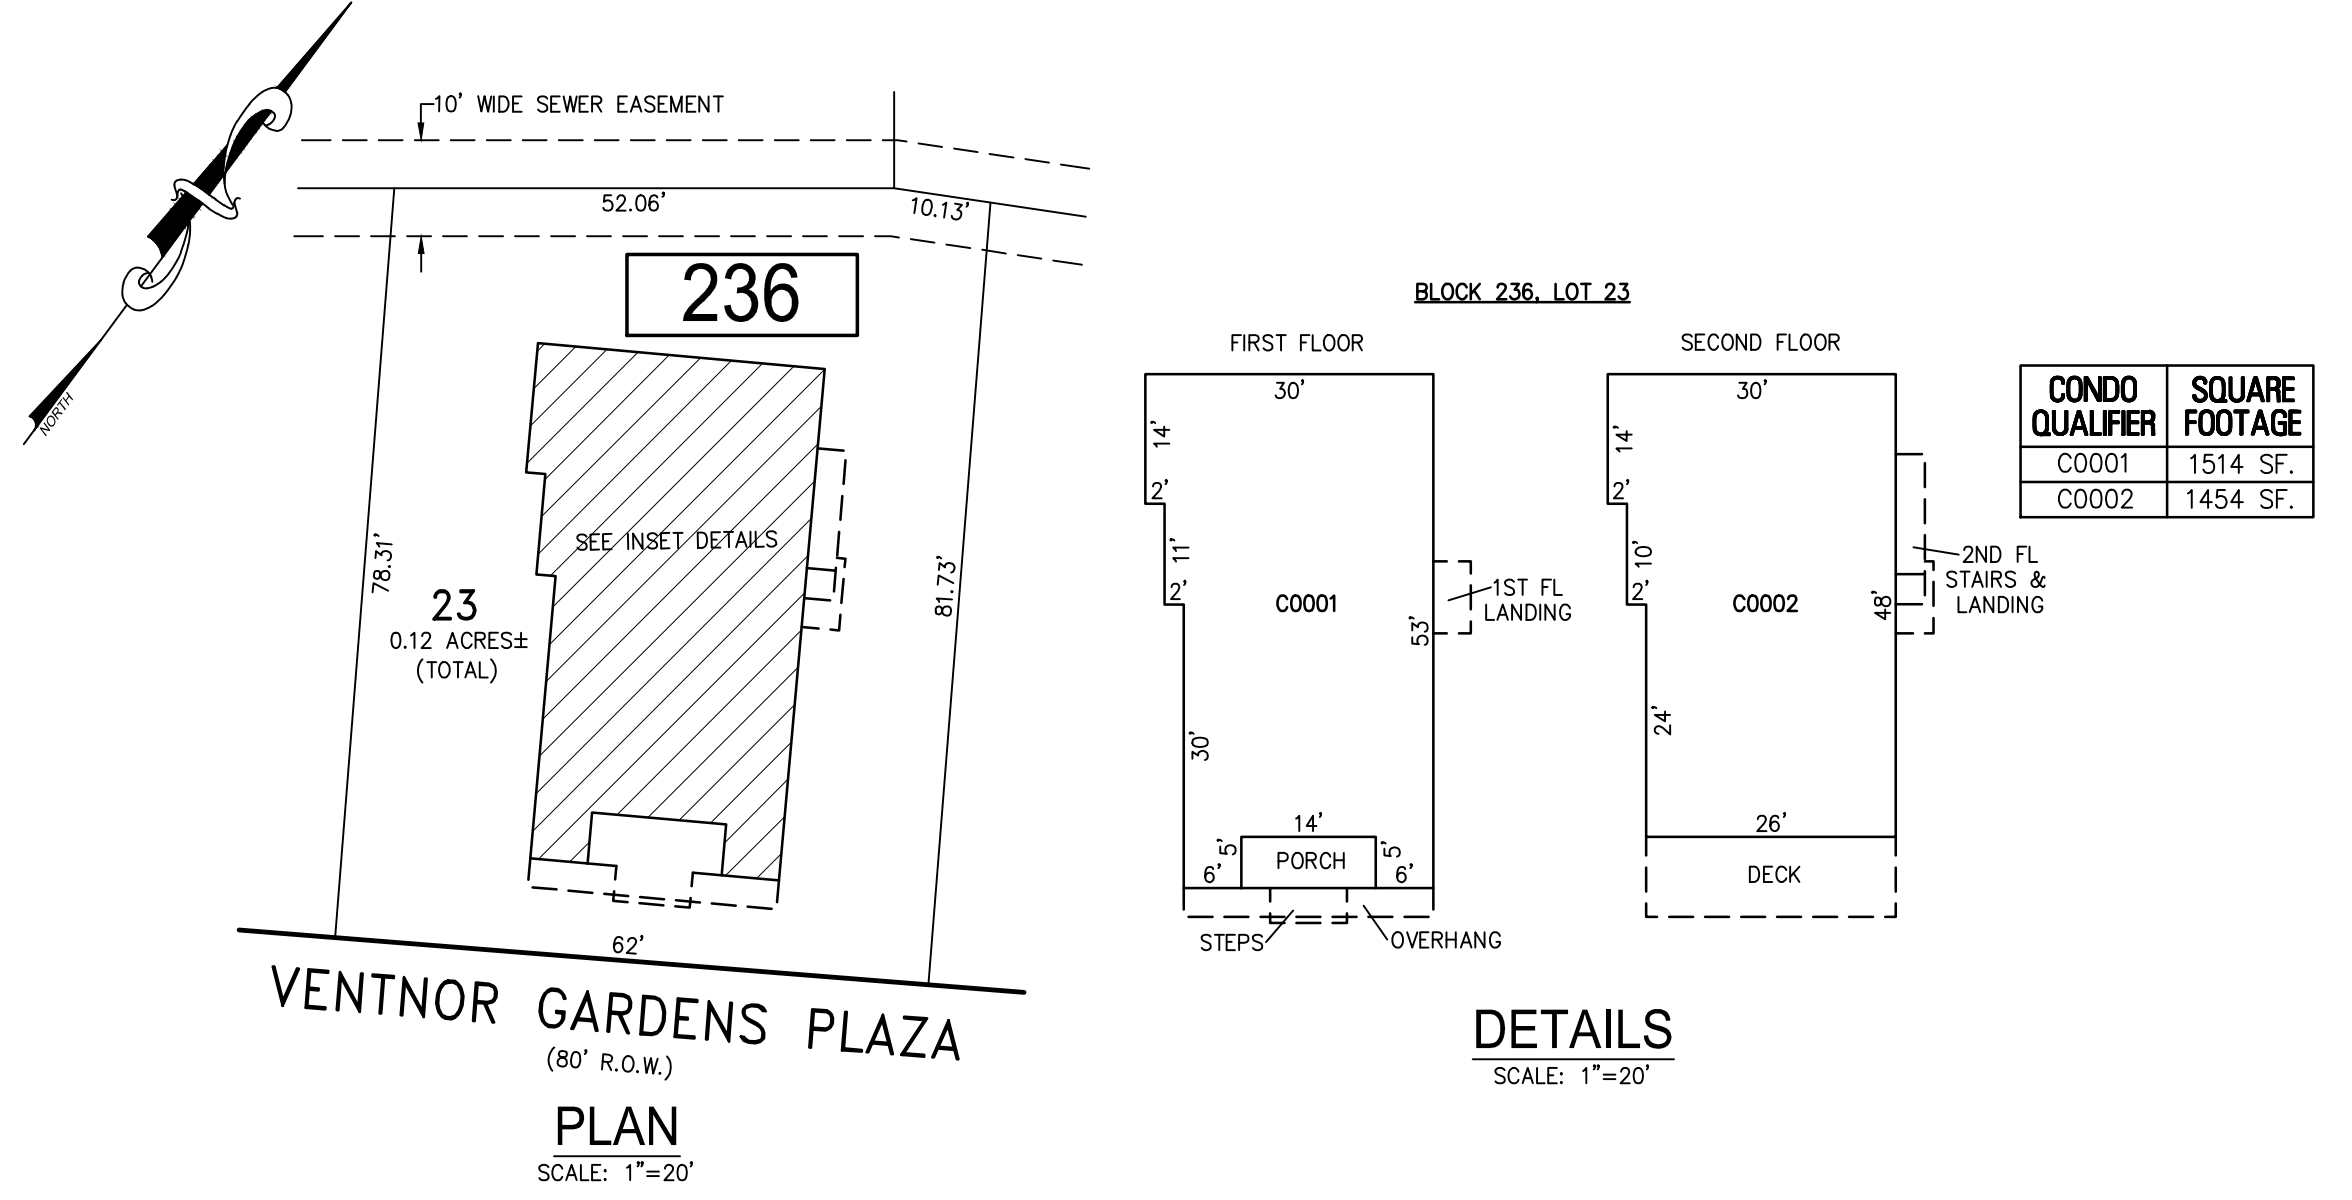 NORTH
10' WIDE SEWER EASEMENT
52.06'
10.13'
236
78.31'
SEE INSET DETAILS
81.73'
23
0.12 ACRES±
(TOTAL)
62'
VENTNOR GARDENS PLAZA
(80' R.O.W.)
PLAN
SCALE: 1"=20'
BLOCK 236, LOT 23
FIRST FLOOR
30'
14'
2'
11'
2'
C0001
1ST FL
LANDING
53'
30'
14'
5'
PORCH
5'
6'
6'
STEPS
OVERHANG
SECOND FLOOR
30'
14'
2'
10'
2'
C0002
2ND FL
STAIRS &
LANDING
48'
24'
26'
DECK
DETAILS
SCALE: 1"=20'
CONDO QUALIFIER
SQUARE FOOTAGE
C0001 1514 SF.
C0002 1454 SF.